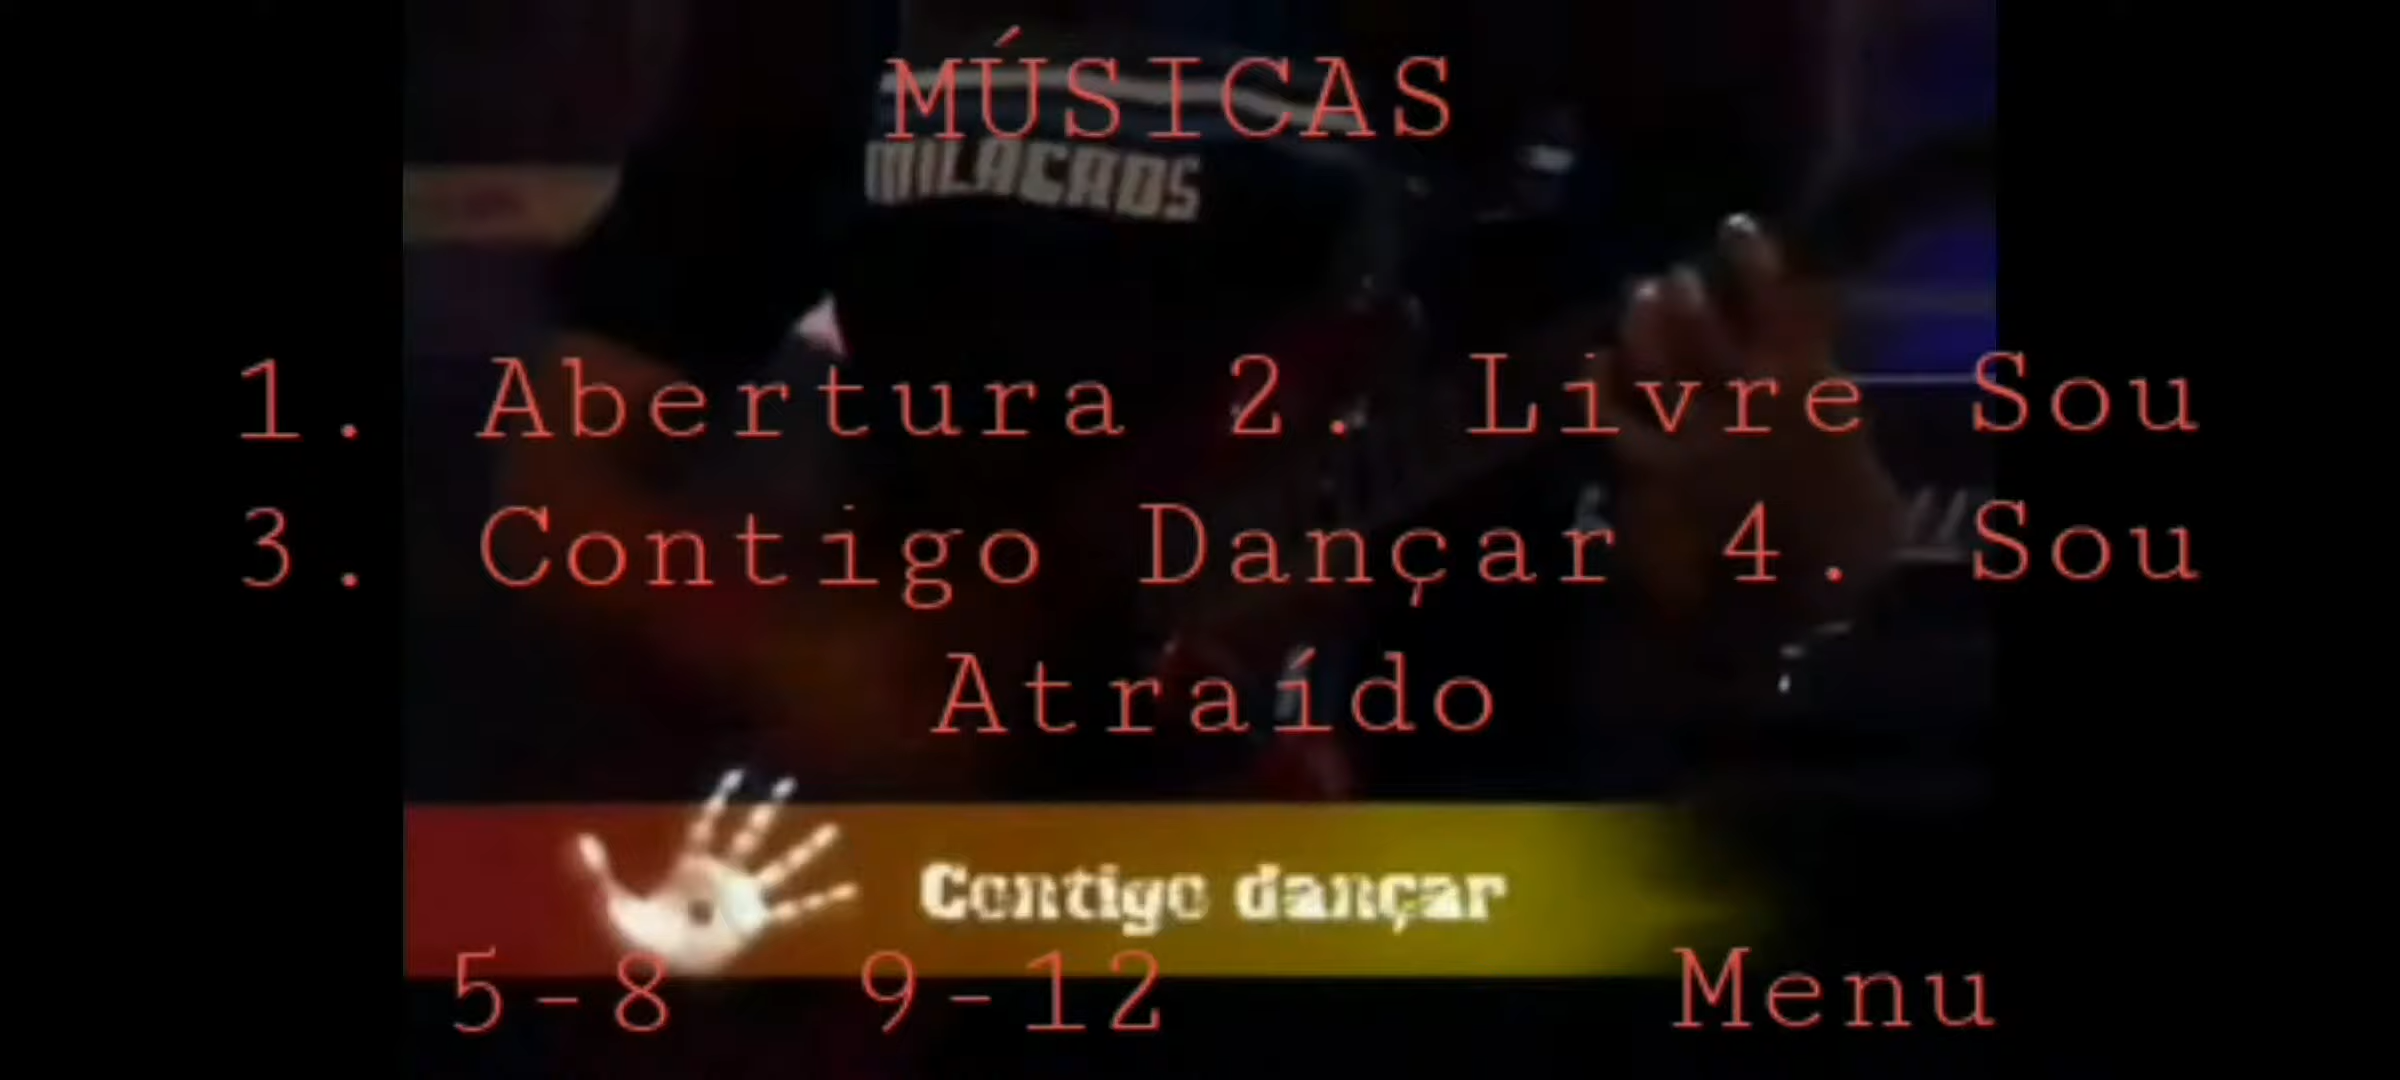 MÚSICAS
MILAGROS
1. Abertura 2. Livre Sou
3. Contigo Dançar 4. Sou
Atraído
Contigo dançar
5-8 9-12 Menu